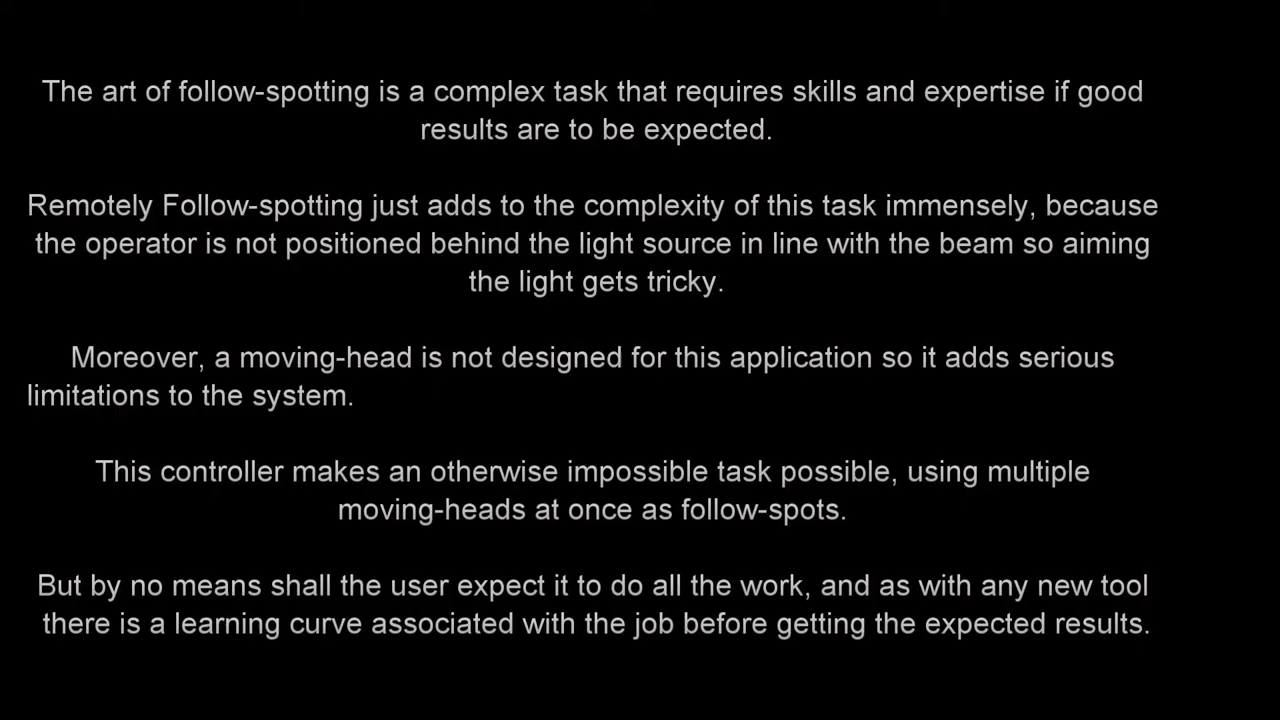 The art of follow-spotting is a complex task that requires skills and expertise if good
results are to be expected.
Remotely Follow-spotting just adds to the complexity of this task immensely, because
the operator is not positioned behind the light source in line with the beam so aiming
the light gets tricky.
Moreover, a moving-head is not designed for this application so it adds serious
limitations to the system.
This controller makes an otherwise impossible task possible, using multiple
moving-heads at once as follow-spots.
But by no means shall the user expect it to do all the work, and as with any new tool
there is a learning curve associated with the job before getting the expected results.